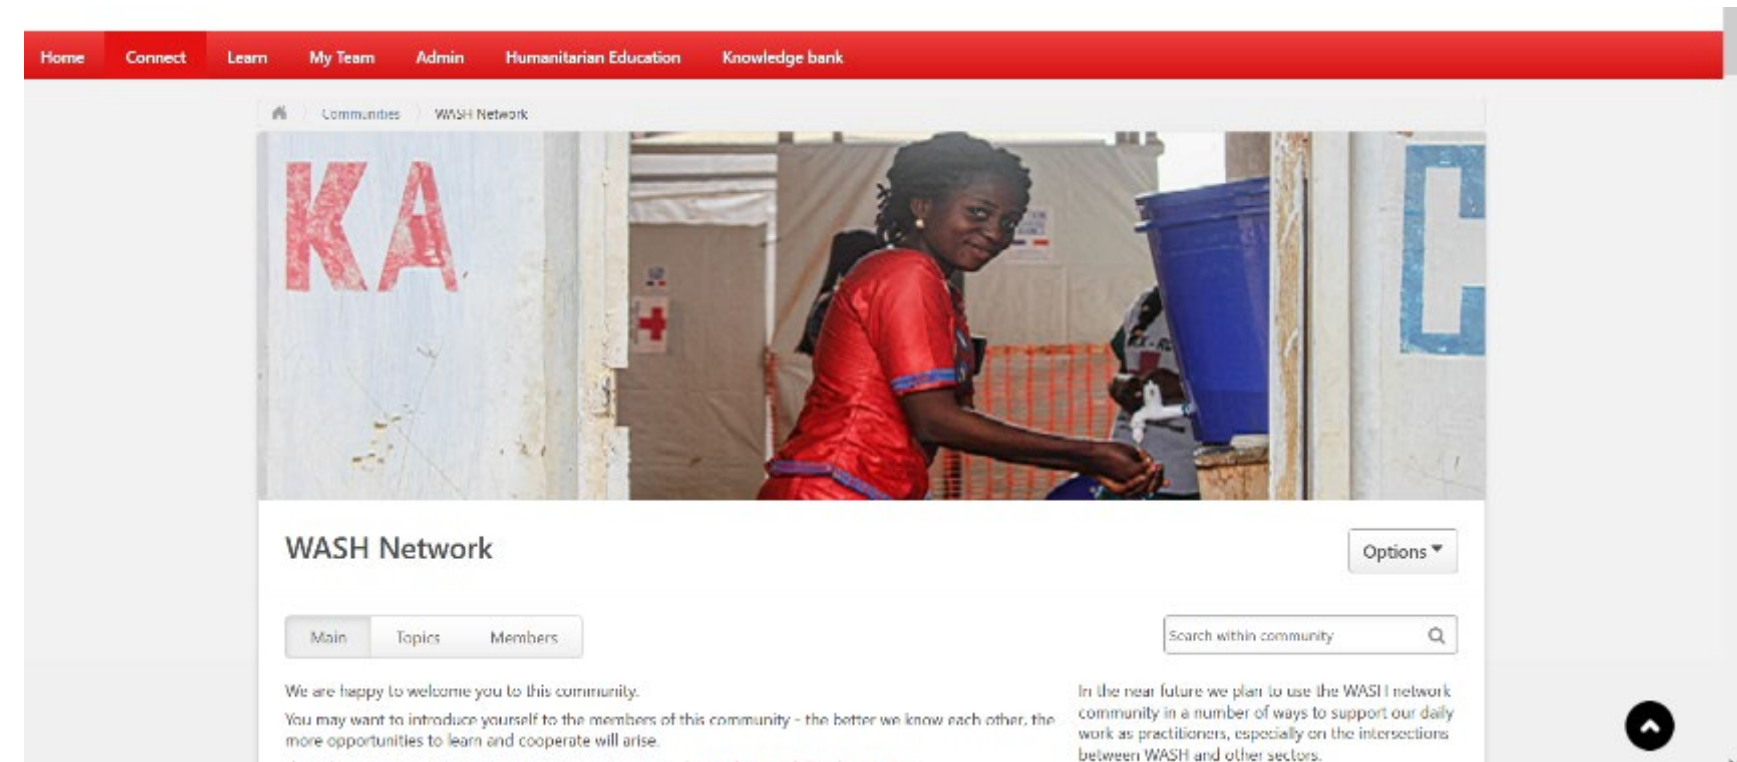 Home Connect Learn My Team Admin Humanitarian Education Knowledge bank
Communities WASH Network
KA
C
WASH Network
Options
Main Topics Members
Search within community
We are happy to welcome you to this community.
You may want to introduce yourself to the members of this community - the better we know each other, the
more opportunities to learn and cooperate will arise.
In the near future we plan to use the WASH network
community in a number of ways to support our daily
work as practitioners, especially on the intersections
between WASH and other sectors.